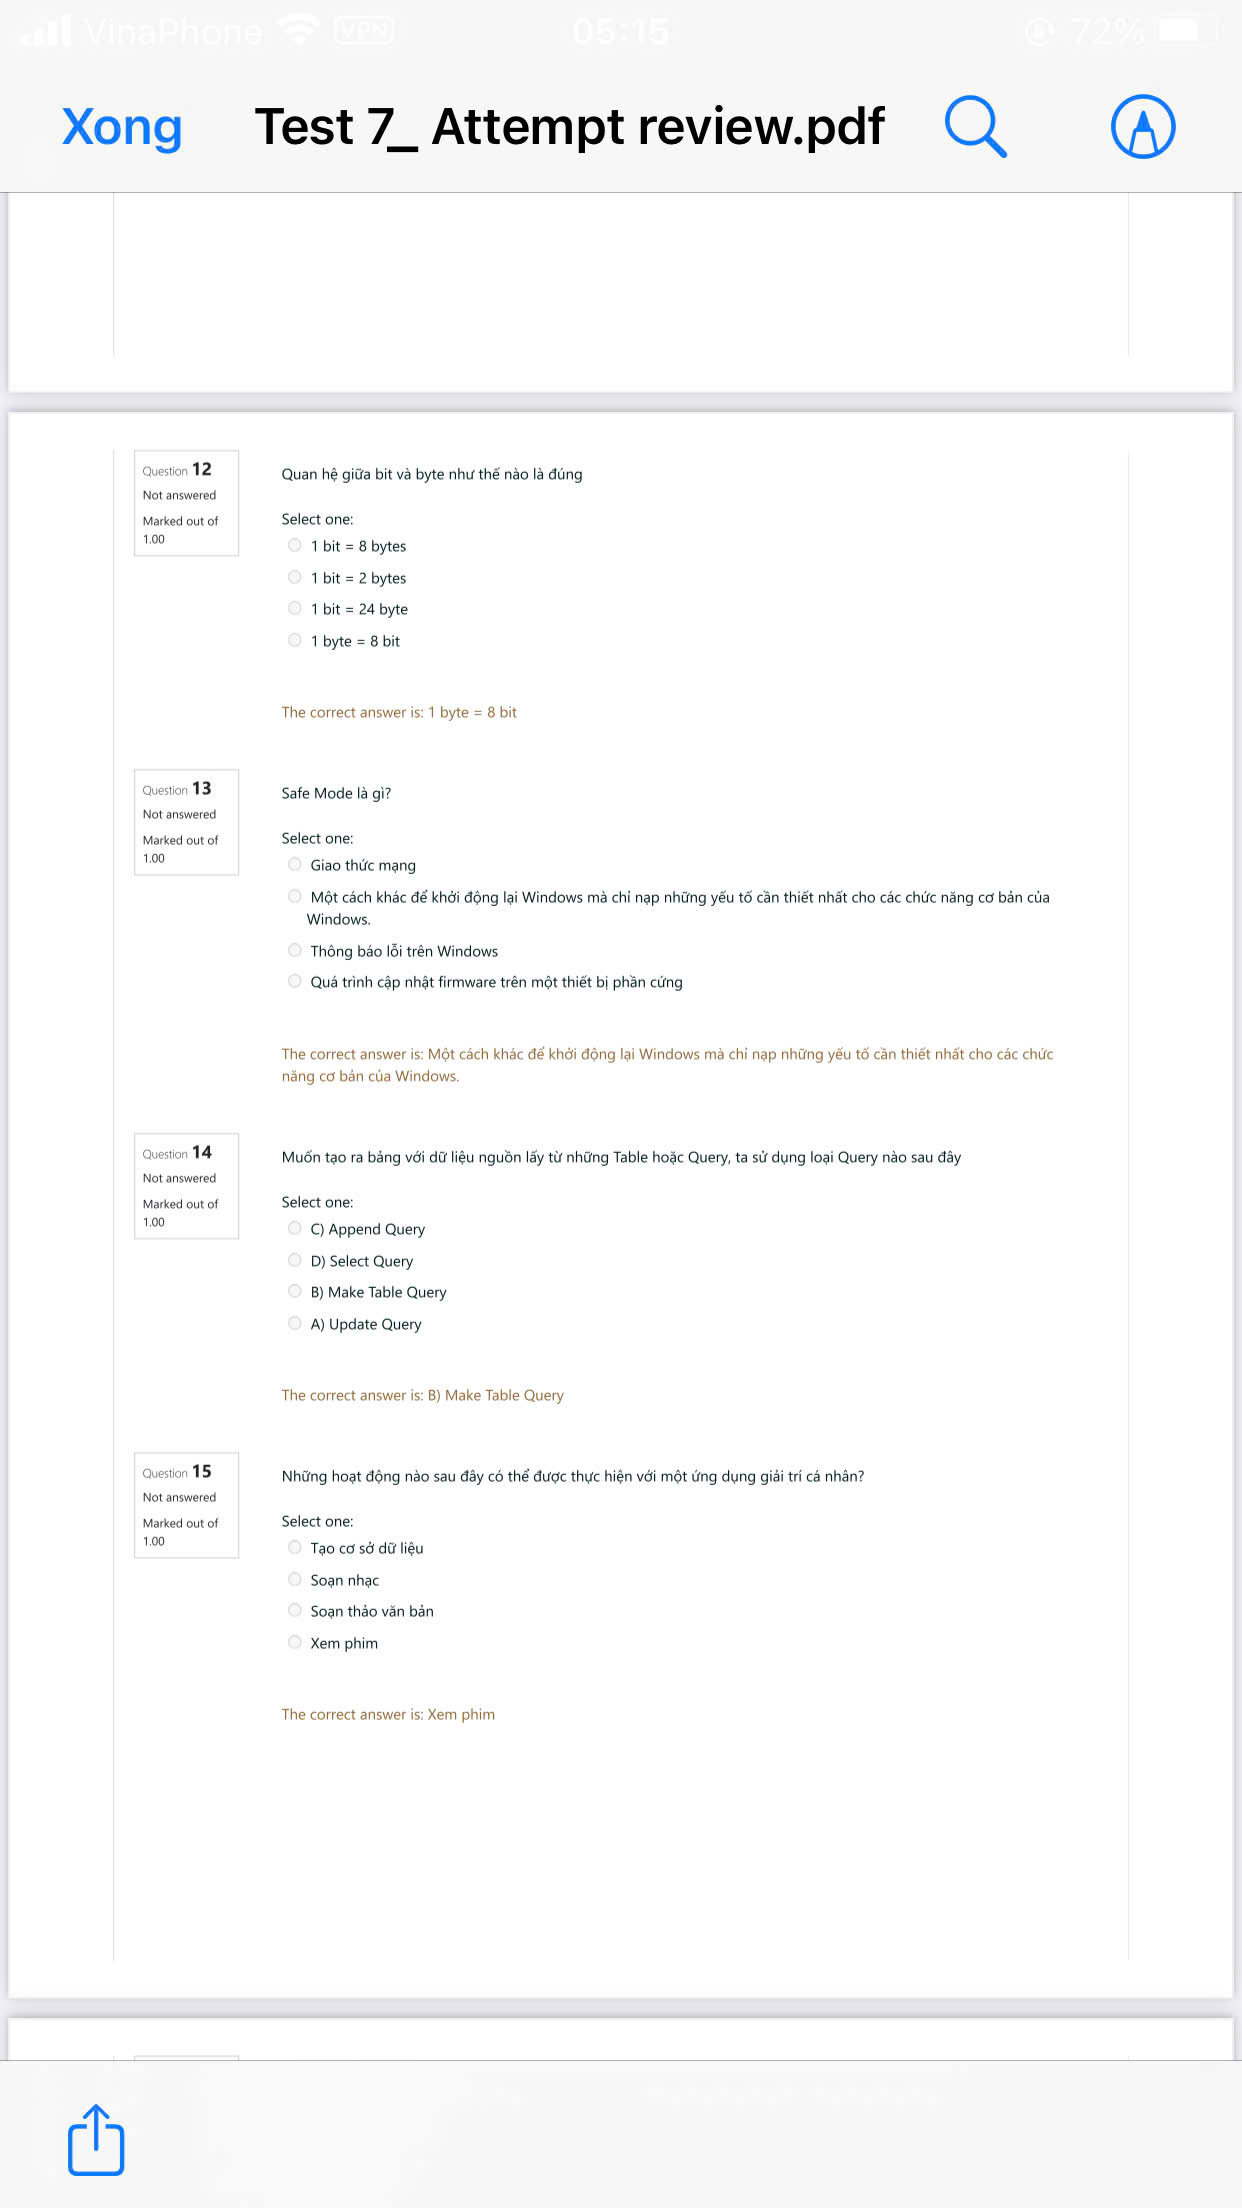 VinaPhone VPN 05:15 72%
Xong Test 7_ Attempt review.pdf
Question 12
Not answered
Marked out of
1.00
Quan hệ giữa bit và byte như thế nào là đúng
Select one:
1 bit = 8 bytes
1 bit = 2 bytes
1 bit = 24 byte
1 byte = 8 bit
The correct answer is: 1 byte = 8 bit
Question 13
Not answered
Marked out of
1.00
Safe Mode là gì?
Select one:
Giao thức mạng
Một cách khác để khởi động lại Windows mà chỉ nạp những yếu tố cần thiết nhất cho các chức năng cơ bản của
Windows.
Thông báo lỗi trên Windows
Quá trình cập nhật firmware trên một thiết bị phần cứng
The correct answer is: Một cách khác để khởi động lại Windows mà chỉ nạp những yếu tố cần thiết nhất cho các chức
năng cơ bản của Windows.
Question 14
Not answered
Marked out of
1.00
Muốn tạo ra bảng với dữ liệu nguồn lấy từ những Table hoặc Query, ta sử dụng loại Query nào sau đây
Select one:
C) Append Query
D) Select Query
B) Make Table Query
A) Update Query
The correct answer is: B) Make Table Query
Question 15
Not answered
Marked out of
1.00
Những hoạt động nào sau đây có thể được thực hiện với một ứng dụng giải trí cá nhân?
Select one:
Tạo cơ sở dữ liệu
Soạn nhạc
Soạn thảo văn bản
Xem phim
The correct answer is: Xem phim